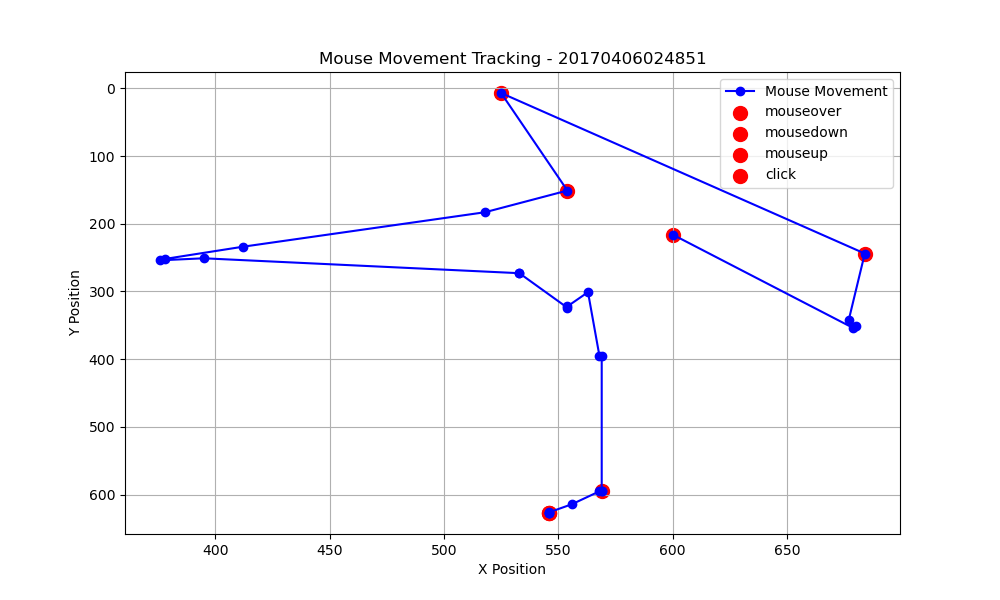 Mouse Movement Tracking - 20170406024851
Mouse Movement
mouseover
mousedown
mouseup
click
Y Position
0
100
200
300
400
500
600
400
450
500
550
600
650
X Position